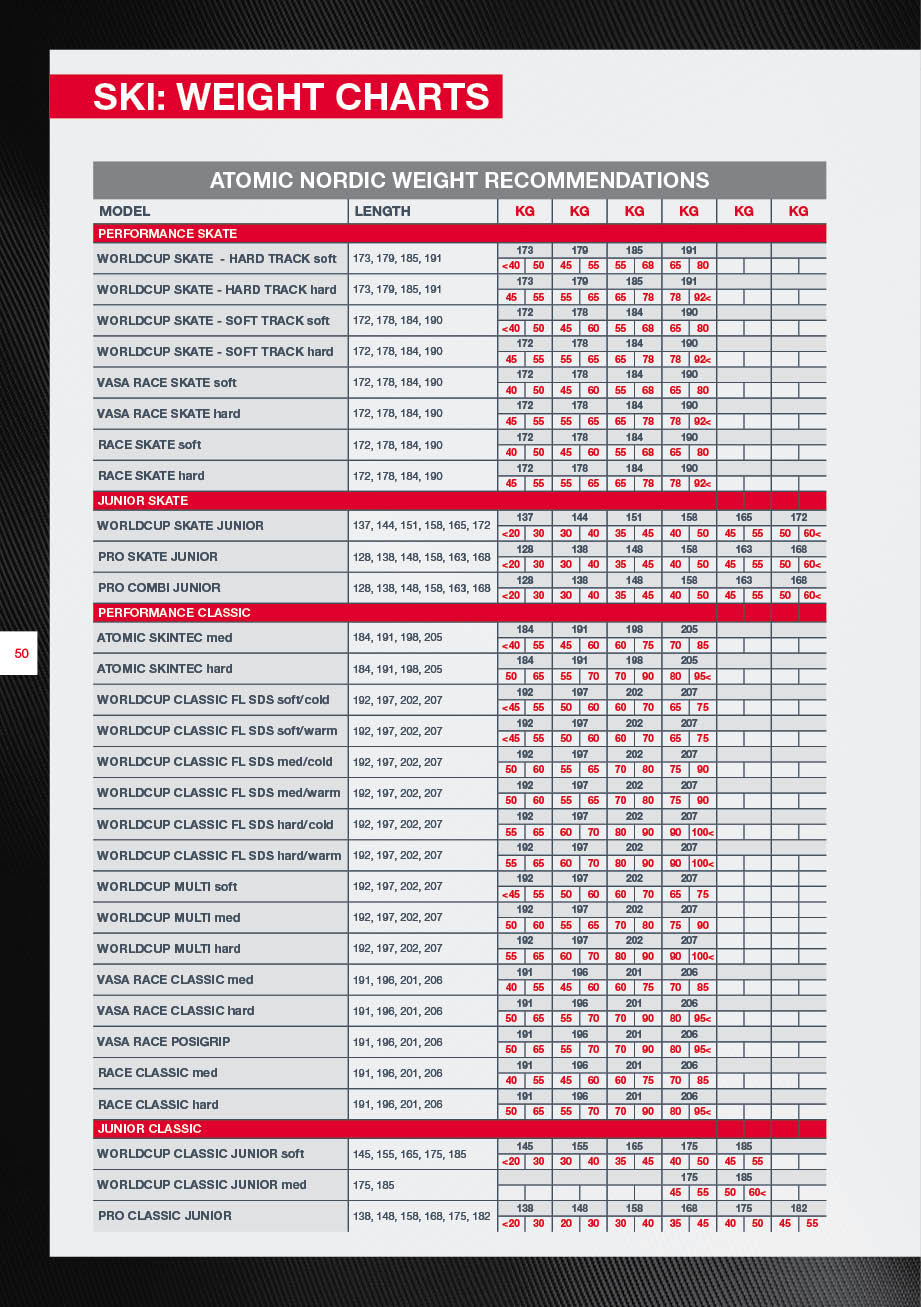 SKI: WEIGHT CHARTS
ATOMIC NORDIC WEIGHT RECOMMENDATIONS
MODEL LENGTH KG KG KG KG KG KG
PERFORMANCE SKATE
173 179 185 191
WORLDCUP SKATE - HARD TRACK soft 173, 179, 185, 191
<40 50 45 55 55 68 65 80
173 179 185 191
WORLDCUP SKATE - HARD TRACK hard 173, 179, 185, 191
45 55 55 65 65 78 78 92<
172 178 184 190
WORLDCUP SKATE - SOFT TRACK soft 172, 178, 184, 190
<40 50 45 60 55 68 65 80
172 178 184 190
WORLDCUP SKATE - SOFT TRACK hard 172, 178, 184, 190
45 55 55 65 65 78 78 92<
172 178 184 190
VASA RACE SKATE soft 172, 178, 184, 190
40 50 45 60 55 68 65 80
172 178 184 190
VASA RACE SKATE hard 172, 178, 184, 190
45 55 55 65 65 78 78 92<
172 178 184 190
RACE SKATE soft 172, 178, 184, 190
40 50 45 60 55 68 65 80
172 178 184 190
RACE SKATE hard 172, 178, 184, 190
45 55 55 65 65 78 78 92<
JUNIOR SKATE
137 144 151 158 165 172
WORLDCUP SKATE JUNIOR 137, 144, 151, 158, 165, 172
<20 30 30 40 35 45 40 50 45 55 50 60<
128 138 148 158 163 168
PRO SKATE JUNIOR 128, 138, 148, 158, 163, 168
<20 30 30 40 35 45 40 50 45 55 50 60<
128 138 148 158 163 168
PRO COMBI JUNIOR 128, 138, 148, 158, 163, 168
<20 30 30 40 35 45 40 50 45 55 50 60<
PERFORMANCE CLASSIC
184 191 198 205
ATOMIC SKINTEC med 184, 191, 198, 205
<40 55 45 60 60 75 70 85
50
184 191 198 205
ATOMIC SKINTEC hard 184, 191, 198, 205
50 65 55 70 70 90 80 95<
192 197 202 207
WORLDCUP CLASSIC FL SDS soft/cold 192, 197, 202, 207
<45 55 50 60 60 70 65 75
192 197 202 207
WORLDCUP CLASSIC FL SDS soft/warm 192, 197, 202, 207
<45 55 50 60 60 70 65 75
192 197 202 207
WORLDCUP CLASSIC FL SDS med/cold 192, 197, 202, 207
50 60 55 65 70 80 75 90
192 197 202 207
WORLDCUP CLASSIC FL SDS med/warm 192, 197, 202, 207
50 60 55 65 70 80 75 90
192 197 202 207
WORLDCUP CLASSIC FL SDS hard/cold 192, 197, 202, 207
55 65 60 70 80 90 90 100<
192 197 202 207
WORLDCUP CLASSIC FL SDS hard/warm 192, 197, 202, 207
55 65 60 70 80 90 90 100<
192 197 202 207
WORLDCUP MULTI soft 192, 197, 202, 207
<45 55 50 60 60 70 65 75
192 197 202 207
WORLDCUP MULTI med 192, 197, 202, 207
50 60 55 65 70 80 75 90
192 197 202 207
WORLDCUP MULTI hard 192, 197, 202, 207
55 65 60 70 80 90 90 100<
191 196 201 206
VASA RACE CLASSIC med 191, 196, 201, 206
40 55 45 60 60 75 70 85
191 196 201 206
VASA RACE CLASSIC hard 191, 196, 201, 206
50 65 55 70 70 90 80 95<
191 196 201 206
VASA RACE POSIGRIP 191, 196, 201, 206
50 65 55 70 70 90 80 95<
191 196 201 206
RACE CLASSIC med 191, 196, 201, 206
40 55 45 60 60 75 70 85
191 196 201 206
RACE CLASSIC hard 191, 196, 201, 206
50 65 55 70 70 90 80 95<
JUNIOR CLASSIC
145 155 165 175 185
WORLDCUP CLASSIC JUNIOR soft 145, 155, 165, 175, 185
<20 30 30 40 35 45 40 50 45 55
175 185
WORLDCUP CLASSIC JUNIOR med 175, 185
45 55 50 60<
138 148 158 168 175 182
PRO CLASSIC JUNIOR 138, 148, 158, 168, 175, 182
<20 30 20 30 30 40 35 45 40 50 45 55